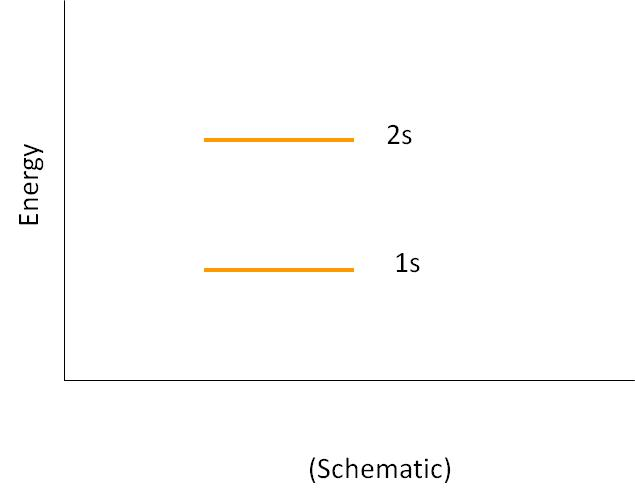 2s
Energy
1s
(Schematic)